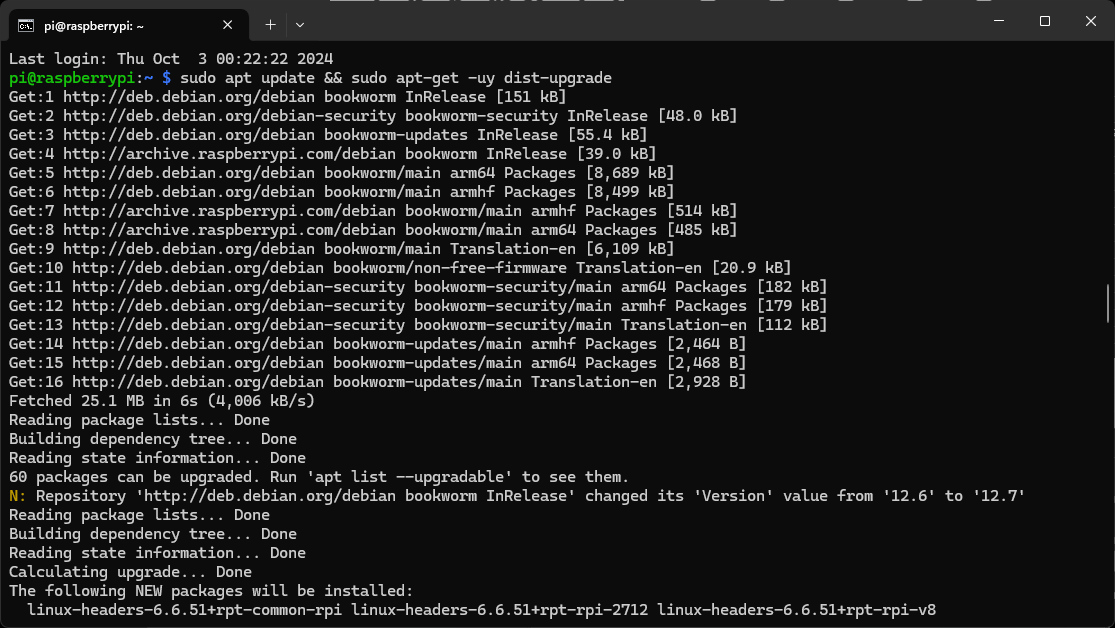 pi@raspberrypi: ~
Last login: Thu Oct  3 00:22:22 2024
pi@raspberrypi:~ $ sudo apt update && sudo apt-get -uy dist-upgrade
Get:1 http://deb.debian.org/debian bookworm InRelease [151 kB]
Get:2 http://deb.debian.org/debian-security bookworm-security InRelease [48.0 kB]
Get:3 http://deb.debian.org/debian bookworm-updates InRelease [55.4 kB]
Get:4 http://archive.raspberrypi.com/debian bookworm InRelease [39.0 kB]
Get:5 http://deb.debian.org/debian bookworm/main arm64 Packages [8,689 kB]
Get:6 http://deb.debian.org/debian bookworm/main armhf Packages [8,499 kB]
Get:7 http://archive.raspberrypi.com/debian bookworm/main armhf Packages [514 kB]
Get:8 http://archive.raspberrypi.com/debian bookworm/main arm64 Packages [485 kB]
Get:9 http://deb.debian.org/debian bookworm/main Translation-en [6,109 kB]
Get:10 http://deb.debian.org/debian bookworm/non-free-firmware Translation-en [20.9 kB]
Get:11 http://deb.debian.org/debian-security bookworm-security/main arm64 Packages [182 kB]
Get:12 http://deb.debian.org/debian-security bookworm-security/main armhf Packages [179 kB]
Get:13 http://deb.debian.org/debian-security bookworm-security/main Translation-en [112 kB]
Get:14 http://deb.debian.org/debian bookworm-updates/main armhf Packages [2,464 B]
Get:15 http://deb.debian.org/debian bookworm-updates/main arm64 Packages [2,468 B]
Get:16 http://deb.debian.org/debian bookworm-updates/main Translation-en [2,928 B]
Fetched 25.1 MB in 6s (4,006 kB/s)
Reading package lists... Done
Building dependency tree... Done
Reading state information... Done
60 packages can be upgraded. Run 'apt list --upgradable' to see them.
N: Repository 'http://deb.debian.org/debian bookworm InRelease' changed its 'Version' value from '12.6' to '12.7'
Reading package lists... Done
Building dependency tree... Done
Reading state information... Done
Calculating upgrade... Done
The following NEW packages will be installed:
  linux-headers-6.6.51+rpt-common-rpi linux-headers-6.6.51+rpt-rpi-2712 linux-headers-6.6.51+rpt-rpi-v8